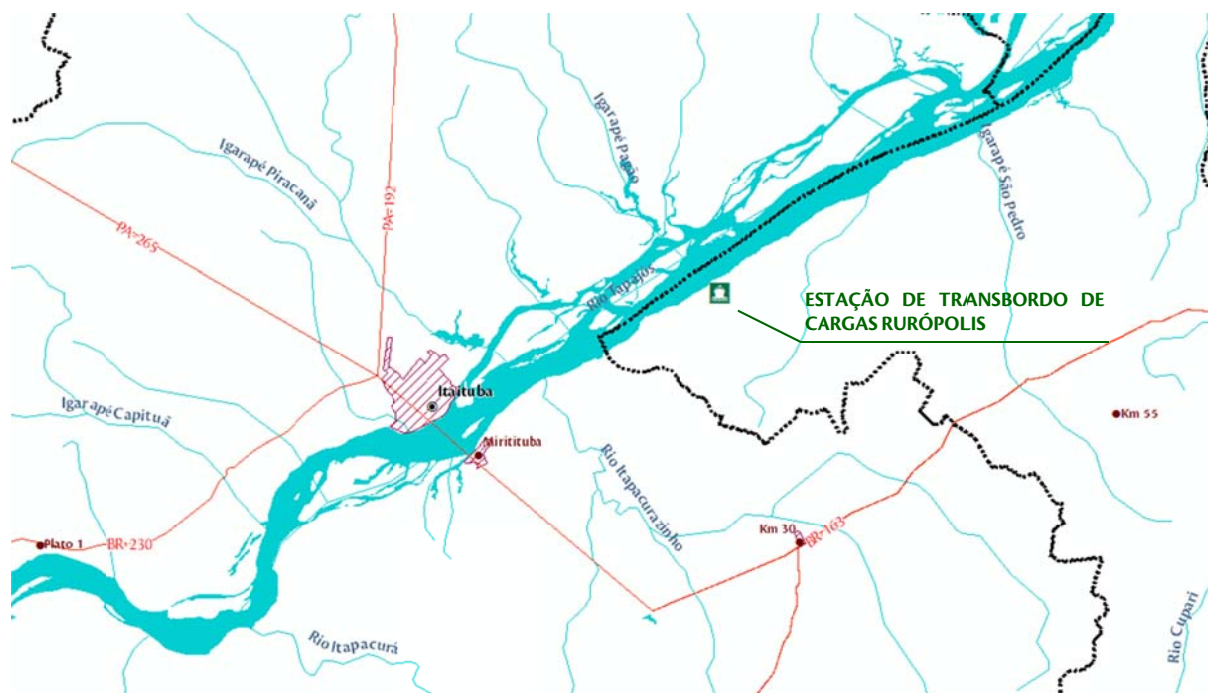 Igarapé Pagão
Igarapé São Pedro
Igarapé Piracanã
PA-192
PA-265
Rio Tapajós
ESTAÇÃO DE TRANSBORDO DE
CARGAS RURÓPOLIS
Itaituba
Igarapé Capituã
Miritituba
Km 55
Rio Itapacurazinho
Km 30
BR-163
Plato 1
BR-230
Rio Itapacurá
Rio Cupari